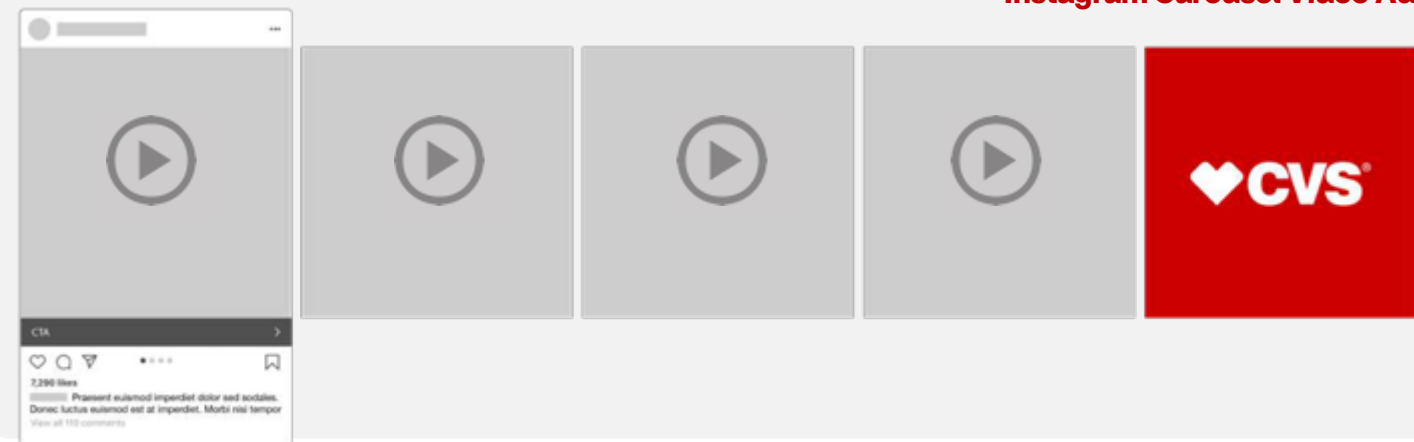 Instagram Carousel Video Ad
CTA
CVS®
7,290 likes
Praesent euismod imperdiet dolor sed sodales.
Donec luctus euismod est at imperdiet. Morbi nisi tempor
View all 110 comments